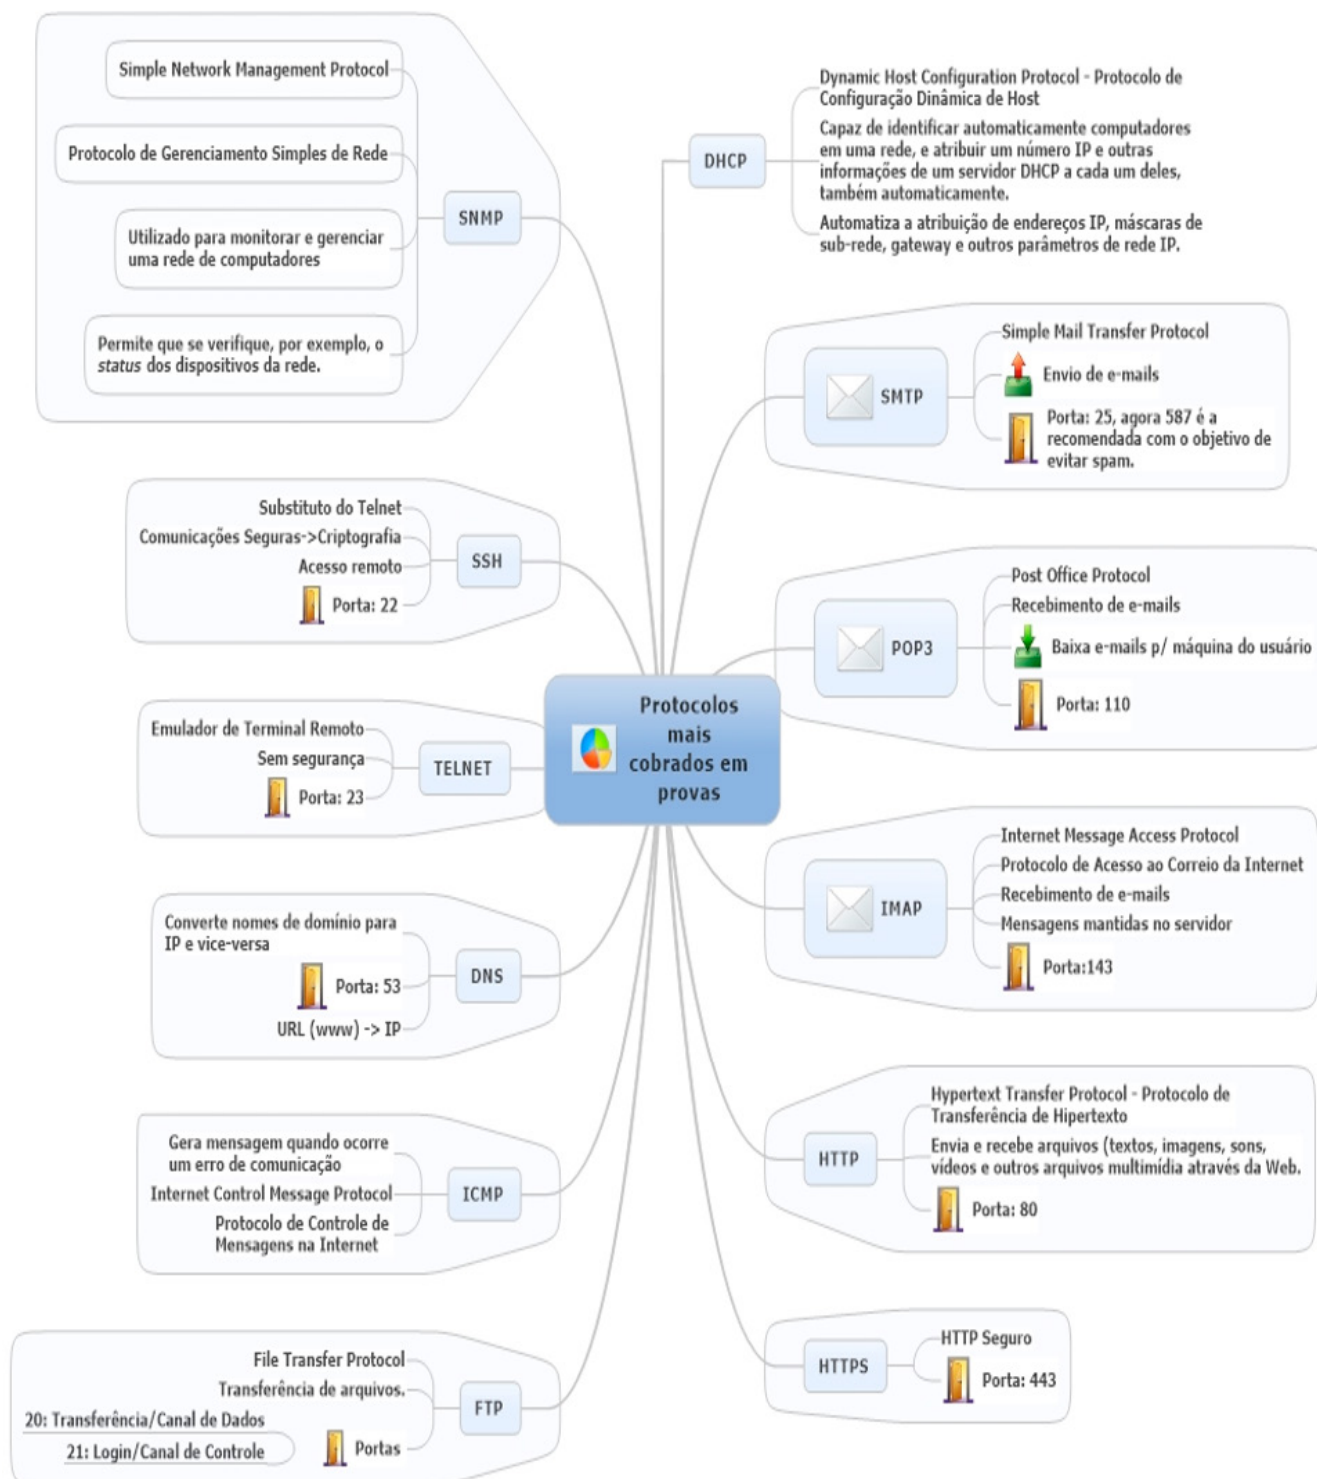 Protocolos
mais
cobrados em
provas
DHCP
Dynamic Host Configuration Protocol - Protocolo de
Configuração Dinâmica de Host
Capaz de identificar automaticamente computadores
em uma rede, e atribuir um número IP e outras
informações de um servidor DHCP a cada um deles,
também automaticamente.
Automatiza a atribuição de endereços IP, máscaras de
sub-rede, gateway e outros parâmetros de rede IP.
SMTP
Simple Mail Transfer Protocol
Envio de e-mails
Porta: 25, agora 587 é a
recomendada com o objetivo de
evitar spam.
POP3
Post Office Protocol
Recebimento de e-mails
Baixa e-mails p/ máquina do usuário
Porta: 110
IMAP
Internet Message Access Protocol
Protocolo de Acesso ao Correio da Internet
Recebimento de e-mails
Mensagens mantidas no servidor
Porta:143
HTTP
Hypertext Transfer Protocol - Protocolo de
Transferência de Hipertexto
Envia e recebe arquivos (textos, imagens, sons,
vídeos e outros arquivos multimídia através da Web.
Porta: 80
HTTPS
HTTP Seguro
Porta: 443
SNMP
Simple Network Management Protocol
Protocolo de Gerenciamento Simples de Rede
Utilizado para monitorar e gerenciar
uma rede de computadores
Permite que se verifique, por exemplo, o
status dos dispositivos da rede.
SSH
Substituto do Telnet
Comunicações Seguras->Criptografia
Acesso remoto
Porta: 22
TELNET
Emulador de Terminal Remoto
Sem segurança
Porta: 23
DNS
Converte nomes de domínio para
IP e vice-versa
Porta: 53
URL (www) -> IP
ICMP
Gera mensagem quando ocorre
um erro de comunicação
Internet Control Message Protocol
Protocolo de Controle de
Mensagens na Internet
FTP
File Transfer Protocol
Transferência de arquivos.
Portas
20: Transferência/Canal de Dados
21: Login/Canal de Controle